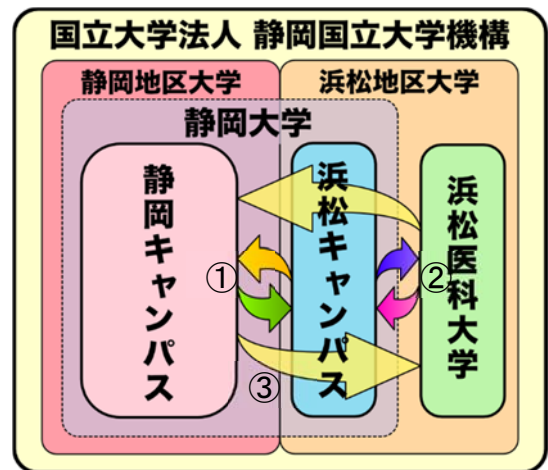 国立大学法人 静岡国立大学機構
静岡地区大学
浜松地区大学
静岡大学
静岡キャンパス
浜松キャンパス
浜松医科大学
①
②
③